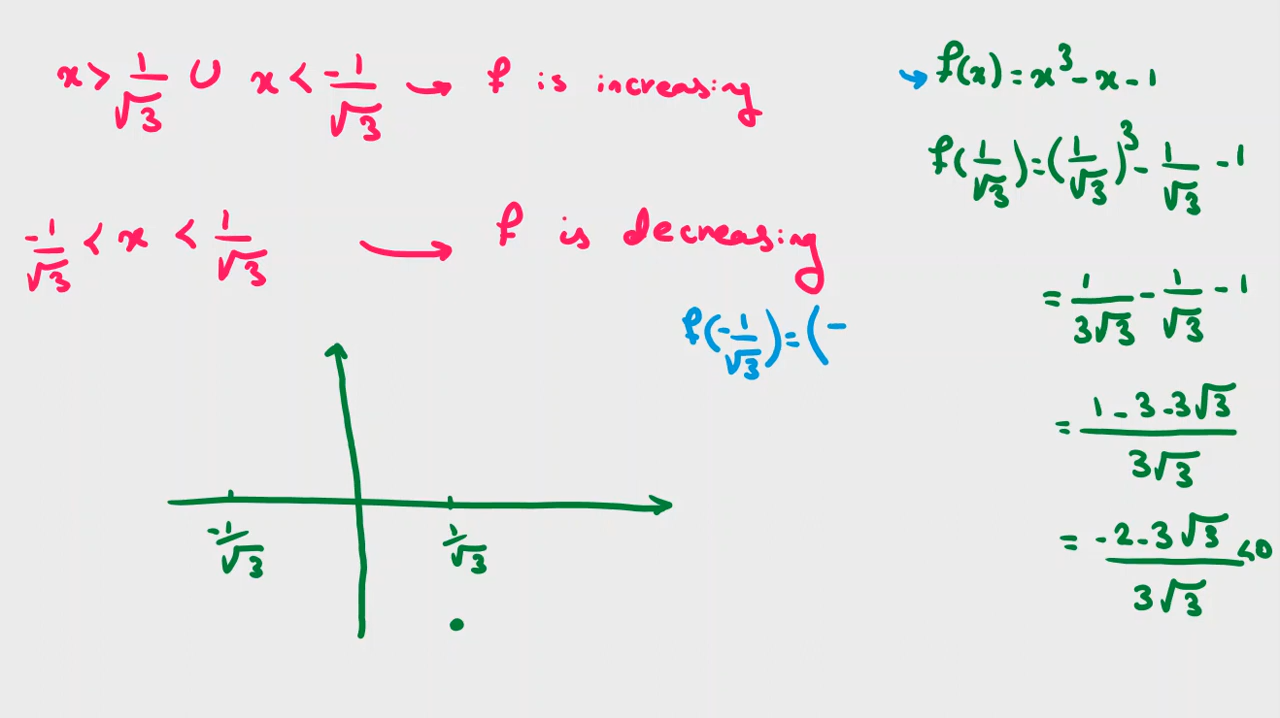 x > 1/√3 ∪ x < -1/√3 → f is increasing
-1/√3 < x < 1/√3 → f is decreasing
f(-1/√3) = (-
-1/√3
1/√3
→ f(x) = x³ - x - 1
f(1/√3) = (1/√3)³ - 1/√3 - 1
= 1/3√3 - 1/√3 - 1
= 1 - 3 - 3√3 / 3√3
= -2 - 3√3 / 3√3 < 0